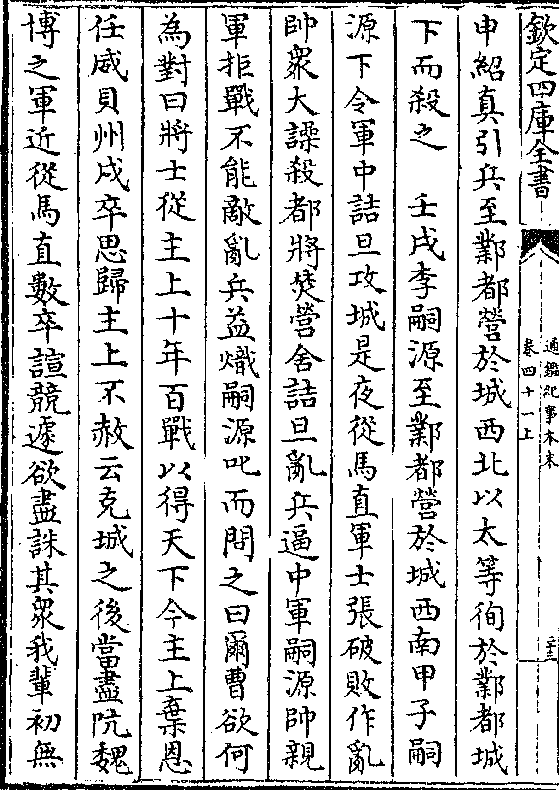 欽定四庫全書
通鑑紀事本末
卷四十一上
二十三
申紹真引兵至鄴都營於城西北以太等徇於鄴都城
下而殺之　壬戌李嗣源至鄴都營於城西南甲子嗣
源下令軍中詰旦攻城是夜從馬直軍士張破敗作亂
帥衆大譟殺都將焚營舍詰旦亂兵逼中軍嗣源帥親
軍拒戰不能敵亂兵益熾嗣源叱而問之曰爾曹欲何
為對曰將士從主上十年百戰以得天下今主上棄恩
任威貝州戍卒思歸主上不赦云克城之後當盡阬魏
博之軍近從馬直數卒諠競遽欲盡誅其衆我輩初無